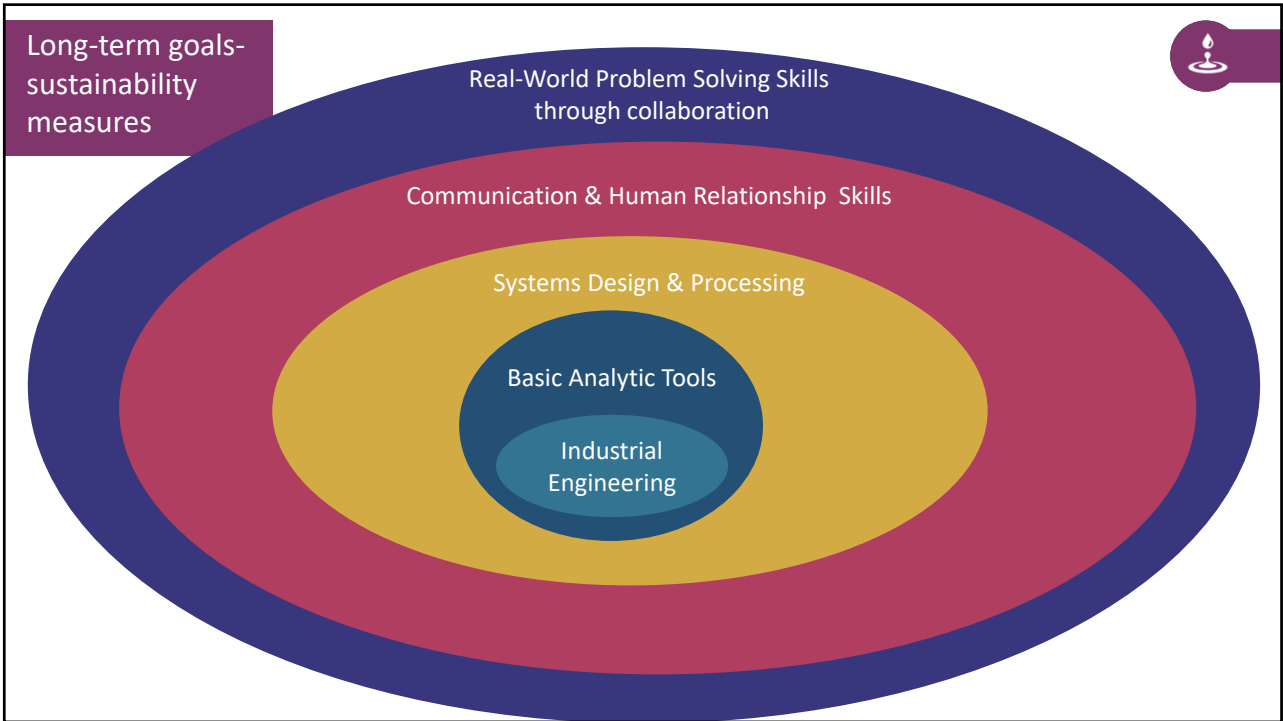 Long-term goals-
sustainability
measures
Real-World Problem Solving Skills
through collaboration
Communication & Human Relationship  Skills
Systems Design & Processing
Basic Analytic Tools
Industrial
Engineering